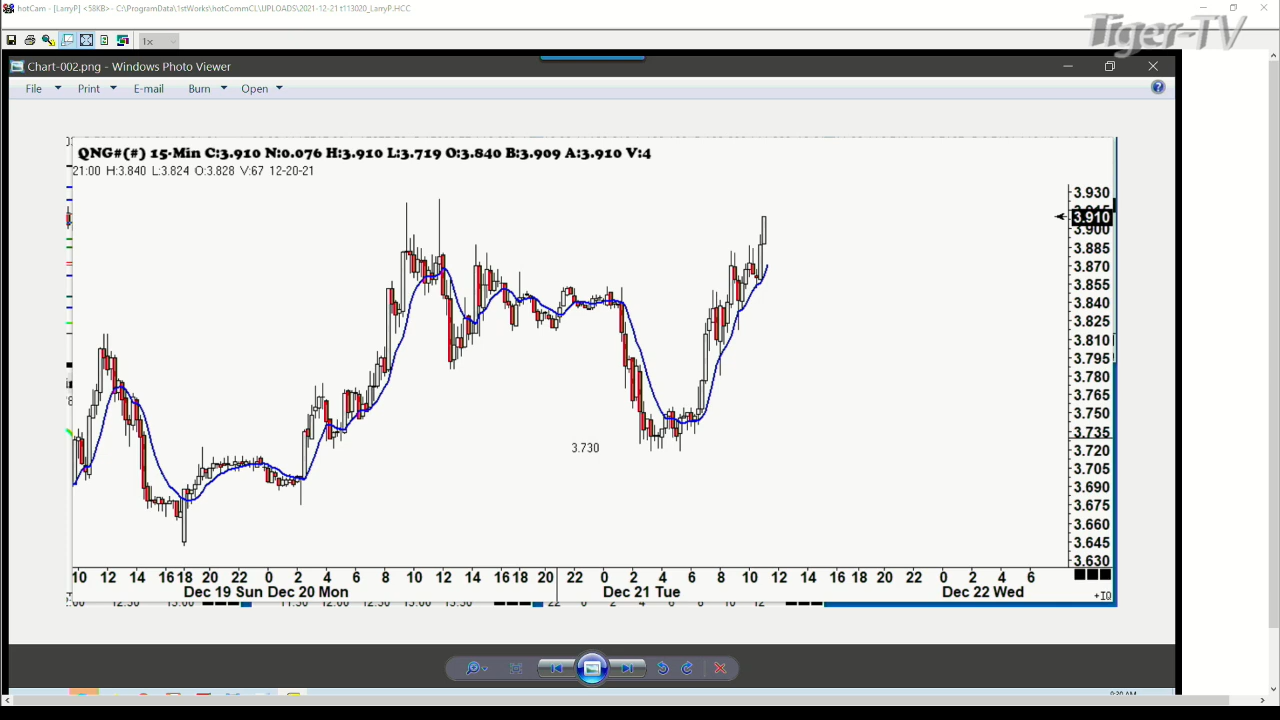 hotCam - [LarryP] <58KB> - C:\ProgramData\1stWorks\hotCommCL\UPLOADS\2021-12-21 t113020_LarryP.HCC
Tiger-TV
1x
Chart-002.png - Windows Photo Viewer
File Print E-mail Burn Open
QNG#(#) 15-Min C:3.910 N:0.076 H:3.910 L:3.719 O:3.840 B:3.909 A:3.910 V:4
21:00 H:3.840 L:3.824 O:3.828 V:67 12-20-21
3.930
3.910
3.900
3.885
3.870
3.855
3.840
3.825
3.810
3.795
3.780
3.765
3.750
3.735
3.720
3.705
3.690
3.675
3.660
3.645
3.630
3.730
10 12 14 16 18 20 22 0 2 4 6 8 10 12 14 16 18 20 22 0 2 4 6 8 10 12 14 16 18 20 22 0 2 4 6
Dec 19 Sun Dec 20 Mon Dec 21 Tue Dec 22 Wed
+IQ